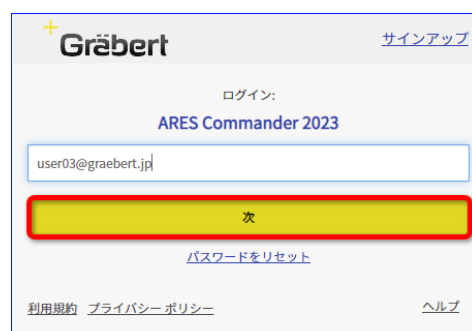 Gräbert サインアップ
ログイン:
ARES Commander 2023
user03@graebert.jp
次
パスワードをリセット
利用規約 プライバシー ポリシー ヘルプ